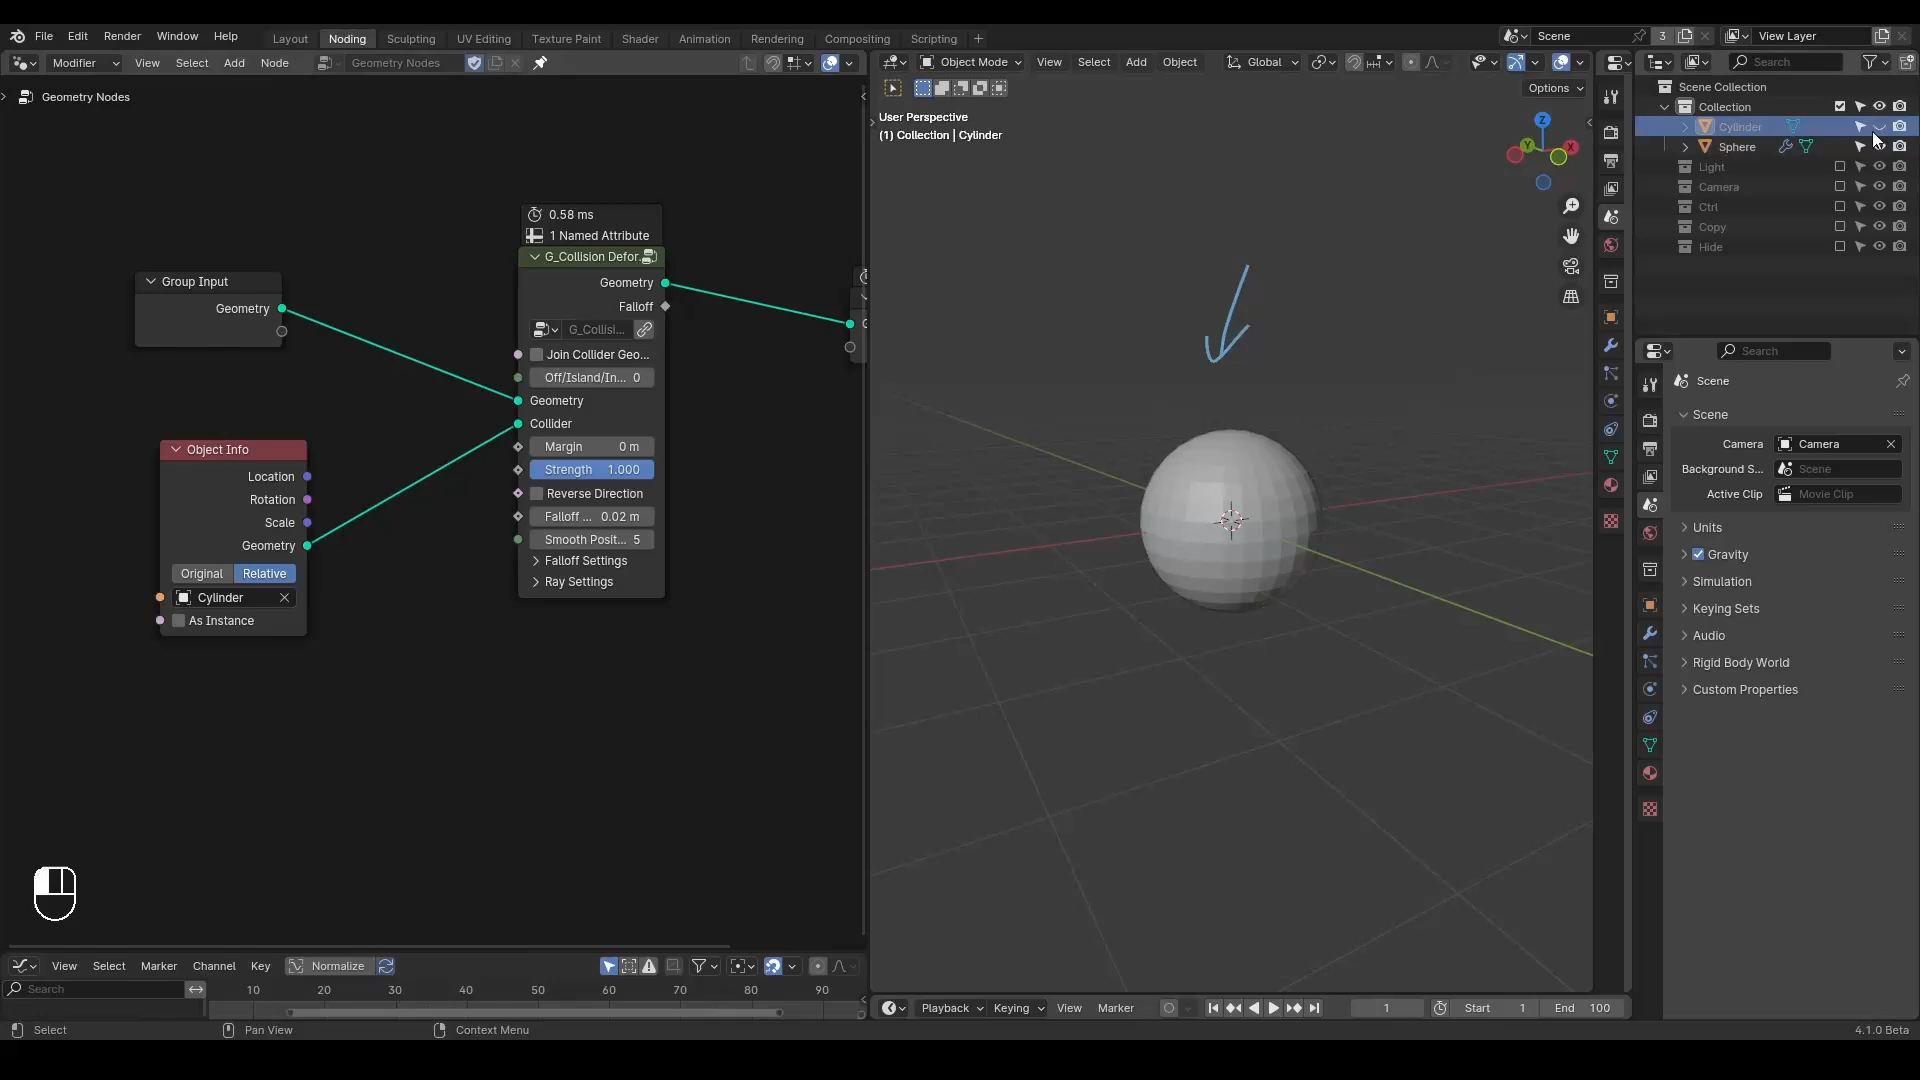 File Edit Render Window Help Layout Noding Sculpting UV Editing Texture Paint Shader Animation Rendering Compositing Scripting + Scene 3 View Layer
Modifier View Select Add Node Geometry Nodes
Object Mode View Select Add Object Global
Search
Options
Geometry Nodes
User Perspective
(1) Collection | Cylinder
Z
Y
X
Scene Collection
Collection
Cylinder
Sphere
Light
Camera
Ctrl
Copy
Hide
0.58 ms
1 Named Attribute
G_Collision Defor...
Geometry
Falloff
G_Collisi...
Join Collider Geo...
Off/Island/In... 0
Geometry
Collider
Margin 0 m
Strength 1.000
Reverse Direction
Falloff ... 0.02 m
Smooth Posit... 5
Falloff Settings
Ray Settings
Group Input
Geometry
Object Info
Location
Rotation
Scale
Geometry
Original Relative
Cylinder
As Instance
Search
Scene
Scene
Camera Camera
Background S... Scene
Active Clip Movie Clip
Units
Gravity
Simulation
Keying Sets
Audio
Rigid Body World
Custom Properties
View Select Marker Channel Key Normalize
Search
10 20 30 40 50 60 70 80 90
Playback Keying View Marker 1 Start 1 End 100
Select Pan View Context Menu 4.1.0 Beta